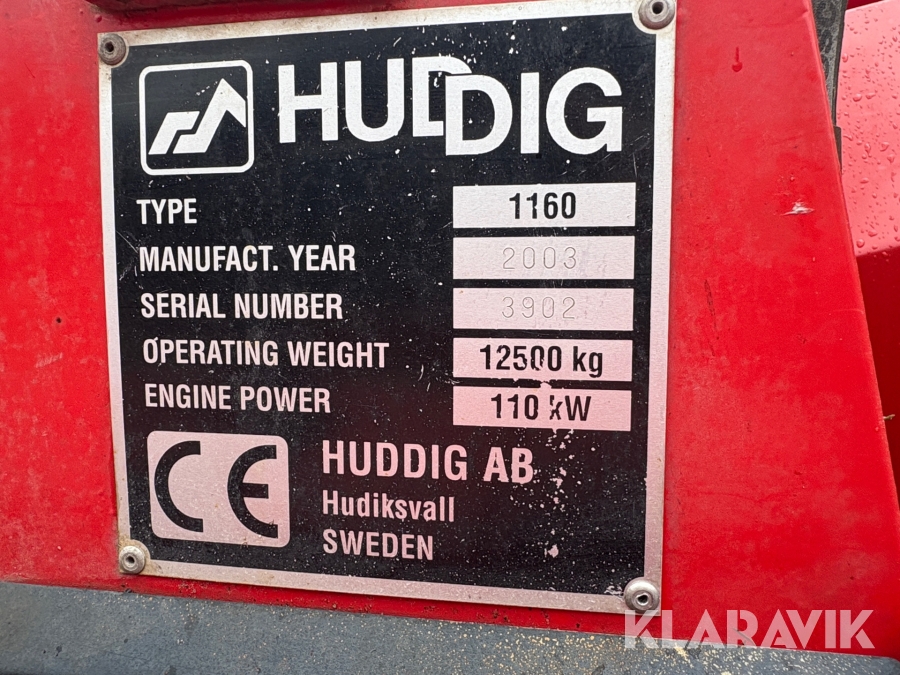 HUDDIG
TYPE 1160
MANUFACT. YEAR 2003
SERIAL NUMBER 3902
OPERATING WEIGHT 12500 kg
ENGINE POWER 110 kW
CE
HUDDIG AB
Hudiksvall
SWEDEN
KLARAVIK